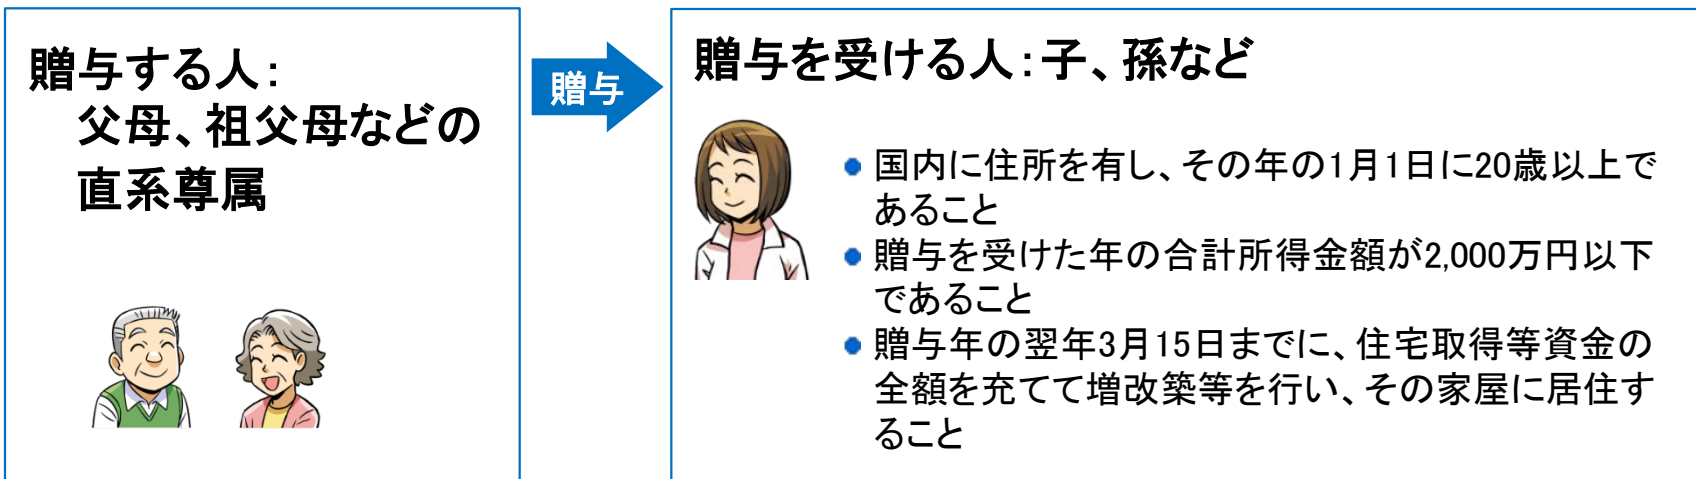 贈与する人：
父母、祖父母などの
直系尊属
贈与
贈与を受ける人：子、孫など
● 国内に住所を有し、その年の1月1日に20歳以上で
あること
● 贈与を受けた年の合計所得金額が2,000万円以下
であること
● 贈与年の翌年3月15日までに、住宅取得等資金の
全額を充てて増改築等を行い、その家屋に居住す
ること